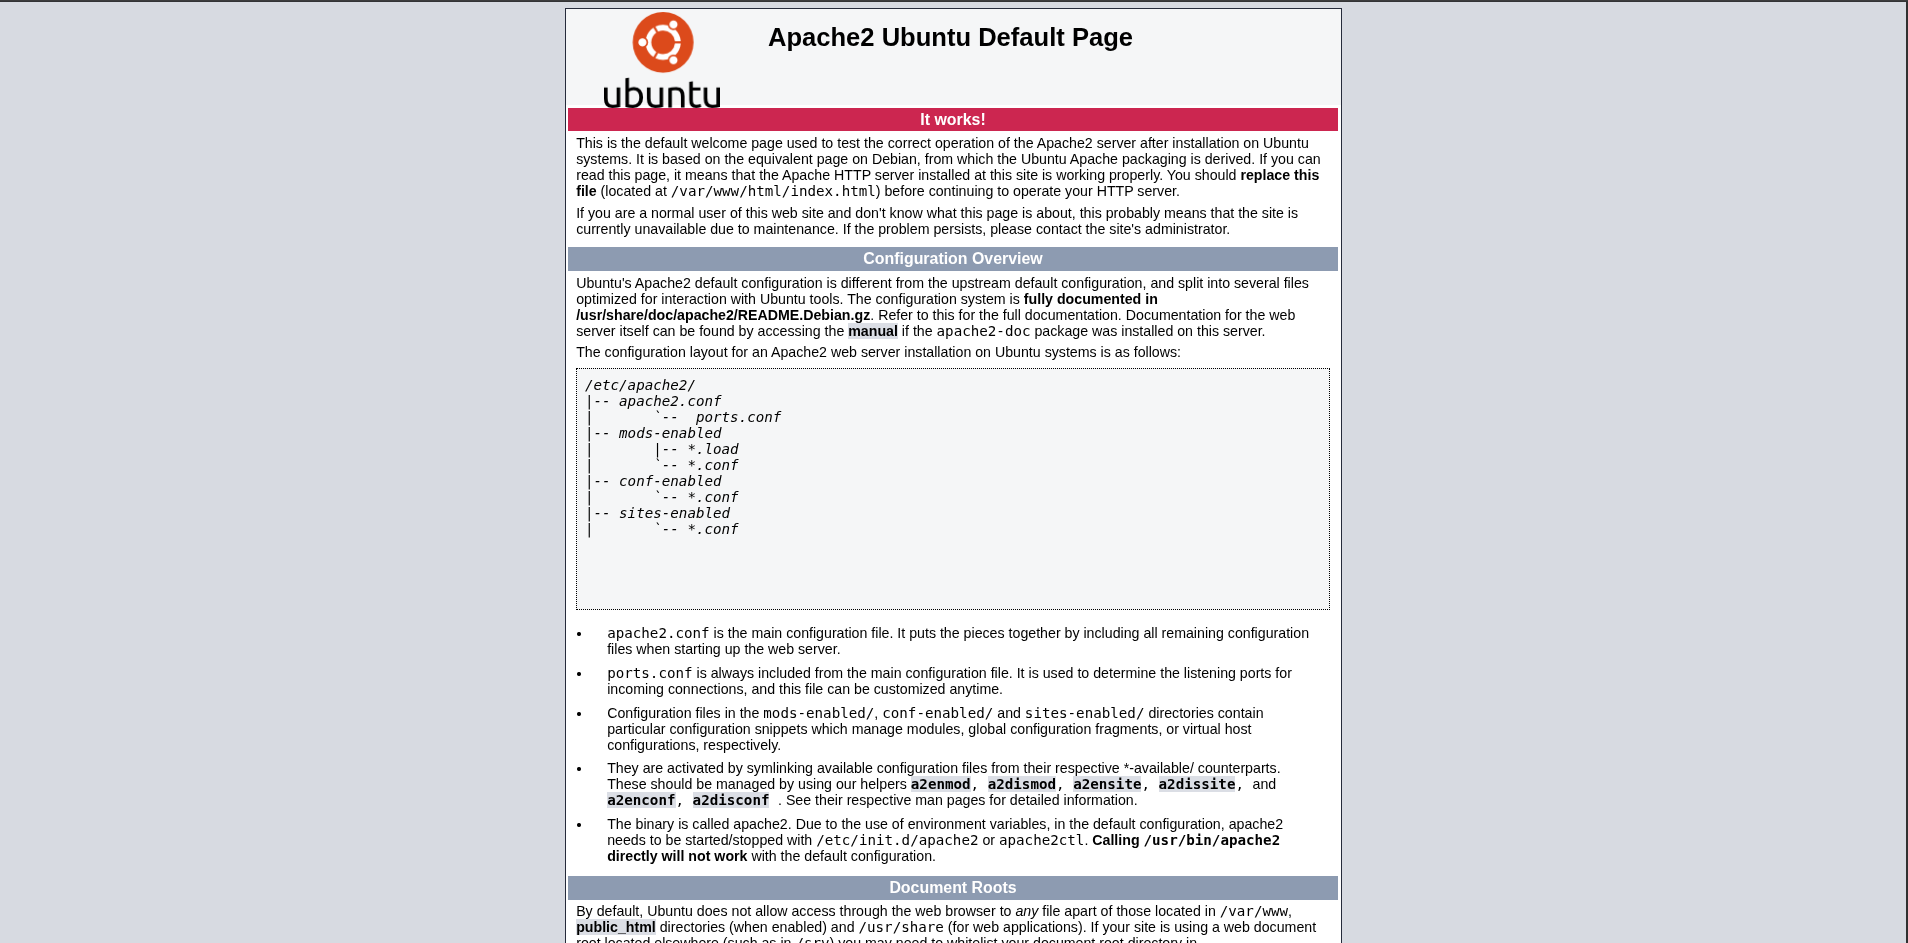 ubuntu
Apache2 Ubuntu Default Page
It works!
This is the default welcome page used to test the correct operation of the Apache2 server after installation on Ubuntu
systems. It is based on the equivalent page on Debian, from which the Ubuntu Apache packaging is derived. If you can
read this page, it means that the Apache HTTP server installed at this site is working properly. You should replace this
file (located at /var/www/html/index.html) before continuing to operate your HTTP server.
If you are a normal user of this web site and don't know what this page is about, this probably means that the site is
currently unavailable due to maintenance. If the problem persists, please contact the site's administrator.
Configuration Overview
Ubuntu's Apache2 default configuration is different from the upstream default configuration, and split into several files
optimized for interaction with Ubuntu tools. The configuration system is fully documented in
/usr/share/doc/apache2/README.Debian.gz. Refer to this for the full documentation. Documentation for the web
server itself can be found by accessing the manual if the apache2-doc package was installed on this server.
The configuration layout for an Apache2 web server installation on Ubuntu systems is as follows:
/etc/apache2/
|-- apache2.conf
|       `--  ports.conf
|-- mods-enabled
|       |-- *.load
|       `-- *.conf
|-- conf-enabled
|       `-- *.conf
|-- sites-enabled
|       `-- *.conf
• apache2.conf is the main configuration file. It puts the pieces together by including all remaining configuration
files when starting up the web server.
• ports.conf is always included from the main configuration file. It is used to determine the listening ports for
incoming connections, and this file can be customized anytime.
• Configuration files in the mods-enabled/, conf-enabled/ and sites-enabled/ directories contain
particular configuration snippets which manage modules, global configuration fragments, or virtual host
configurations, respectively.
• They are activated by symlinking available configuration files from their respective *-available/ counterparts.
These should be managed by using our helpers a2enmod, a2dismod, a2ensite, a2dissite, and
a2enconf, a2disconf . See their respective man pages for detailed information.
• The binary is called apache2. Due to the use of environment variables, in the default configuration, apache2
needs to be started/stopped with /etc/init.d/apache2 or apache2ctl. Calling /usr/bin/apache2
directly will not work with the default configuration.
Document Roots
By default, Ubuntu does not allow access through the web browser to any file apart of those located in /var/www,
public_html directories (when enabled) and /usr/share (for web applications). If your site is using a web document
root located elsewhere (such as in /srv) you may need to whitelist your document root directory in